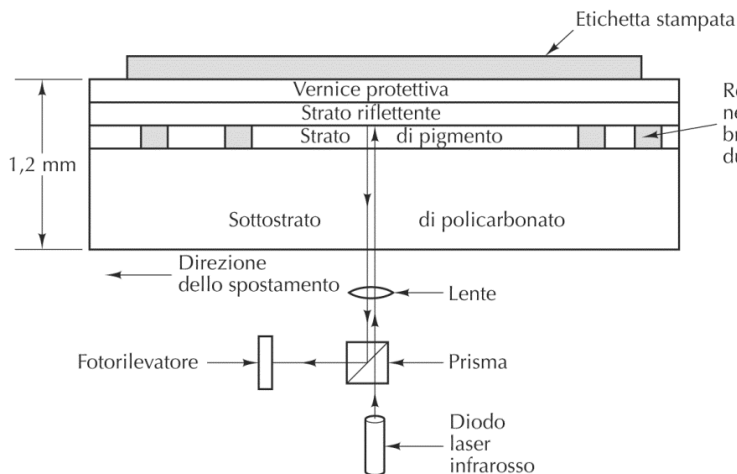 Etichetta stampata
Vernice protettiva
Strato riflettente
Strato di pigmento
1,2 mm
Sottostrato di policarbonato
Direzione
dello spostamento
Lente
Fotorilevatore
Prisma
Diodo
laser
infrarosso